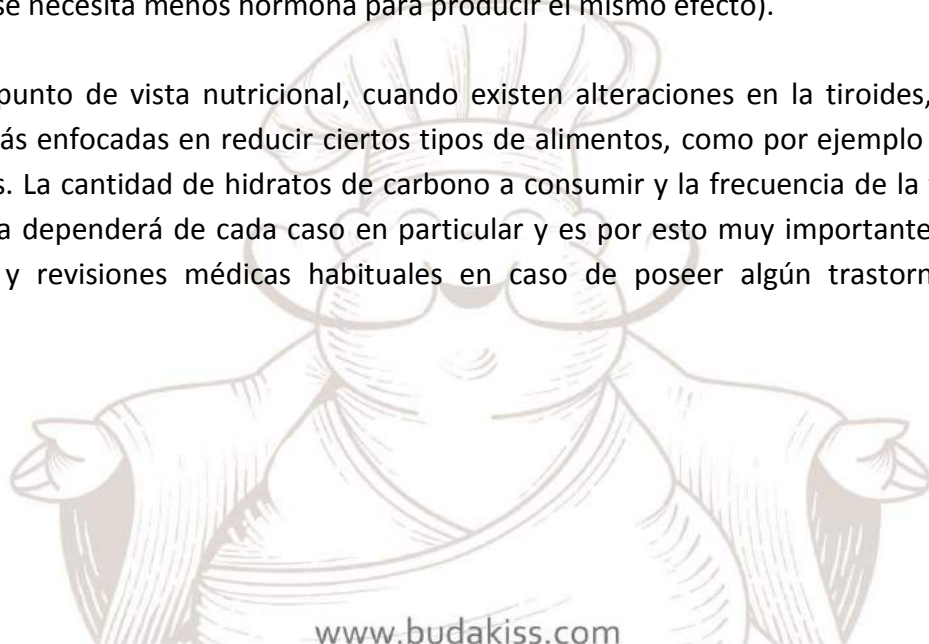 se necesita menos hormona para producir el mismo efecto).
punto de vista nutricional, cuando existen alteraciones en la tiroides,
ás enfocadas en reducir ciertos tipos de alimentos, como por ejemplo
s. La cantidad de hidratos de carbono a consumir y la frecuencia de la
a dependerá de cada caso en particular y es por esto muy importante
y revisiones médicas habituales en caso de poseer algún trastorn
www.budakiss.com